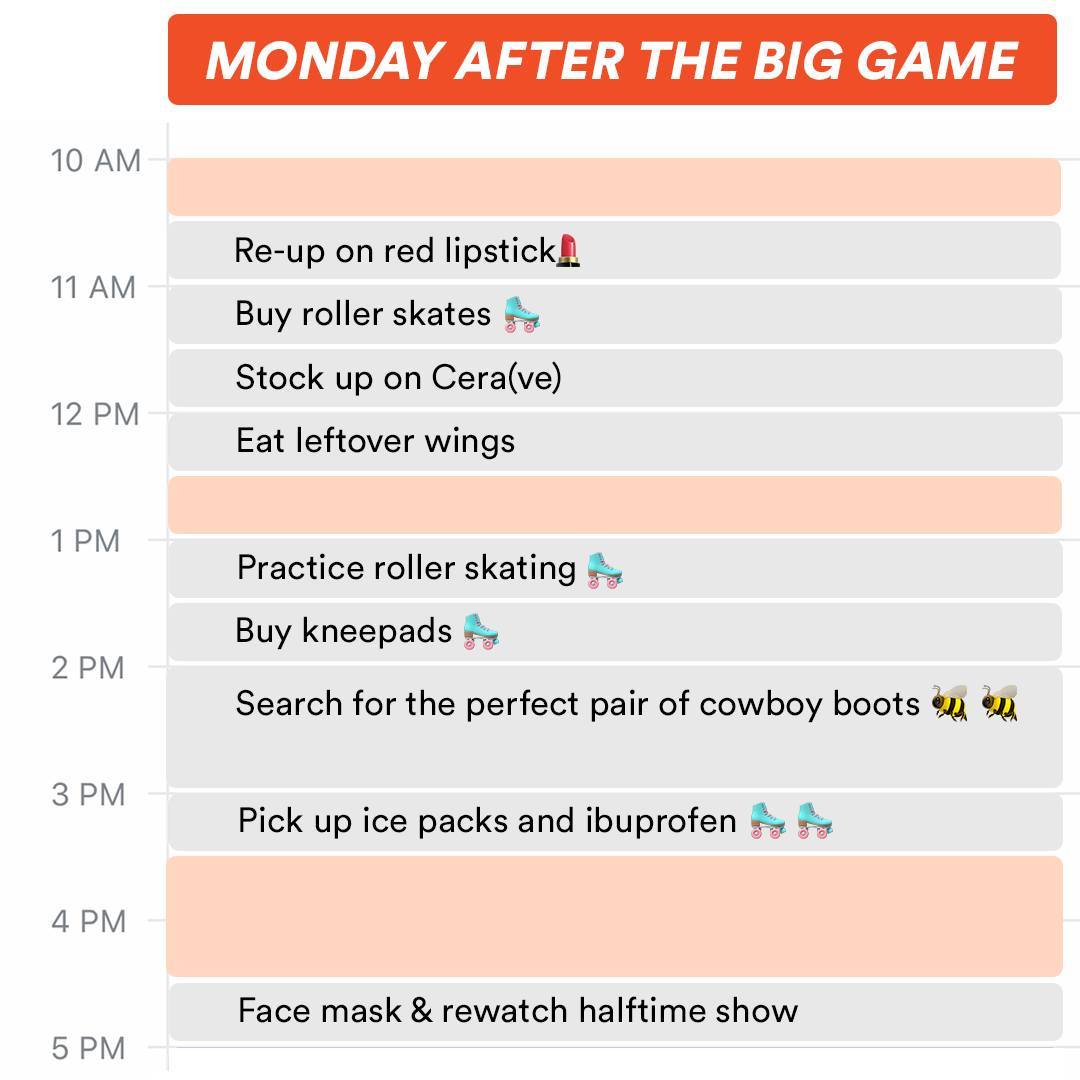 MONDAY AFTER THE BIG GAME
10 AM
Re-up on red lipstick💄
11 AM
Buy roller skates 🛼
Stock up on Cera(ve)
12 PM
Eat leftover wings
1 PM
Practice roller skating 🛼
Buy kneepads 🛼
2 PM
Search for the perfect pair of cowboy boots 🐝 🐝
3 PM
Pick up ice packs and ibuprofen 🛼 🛼
4 PM
Face mask & rewatch halftime show
5 PM